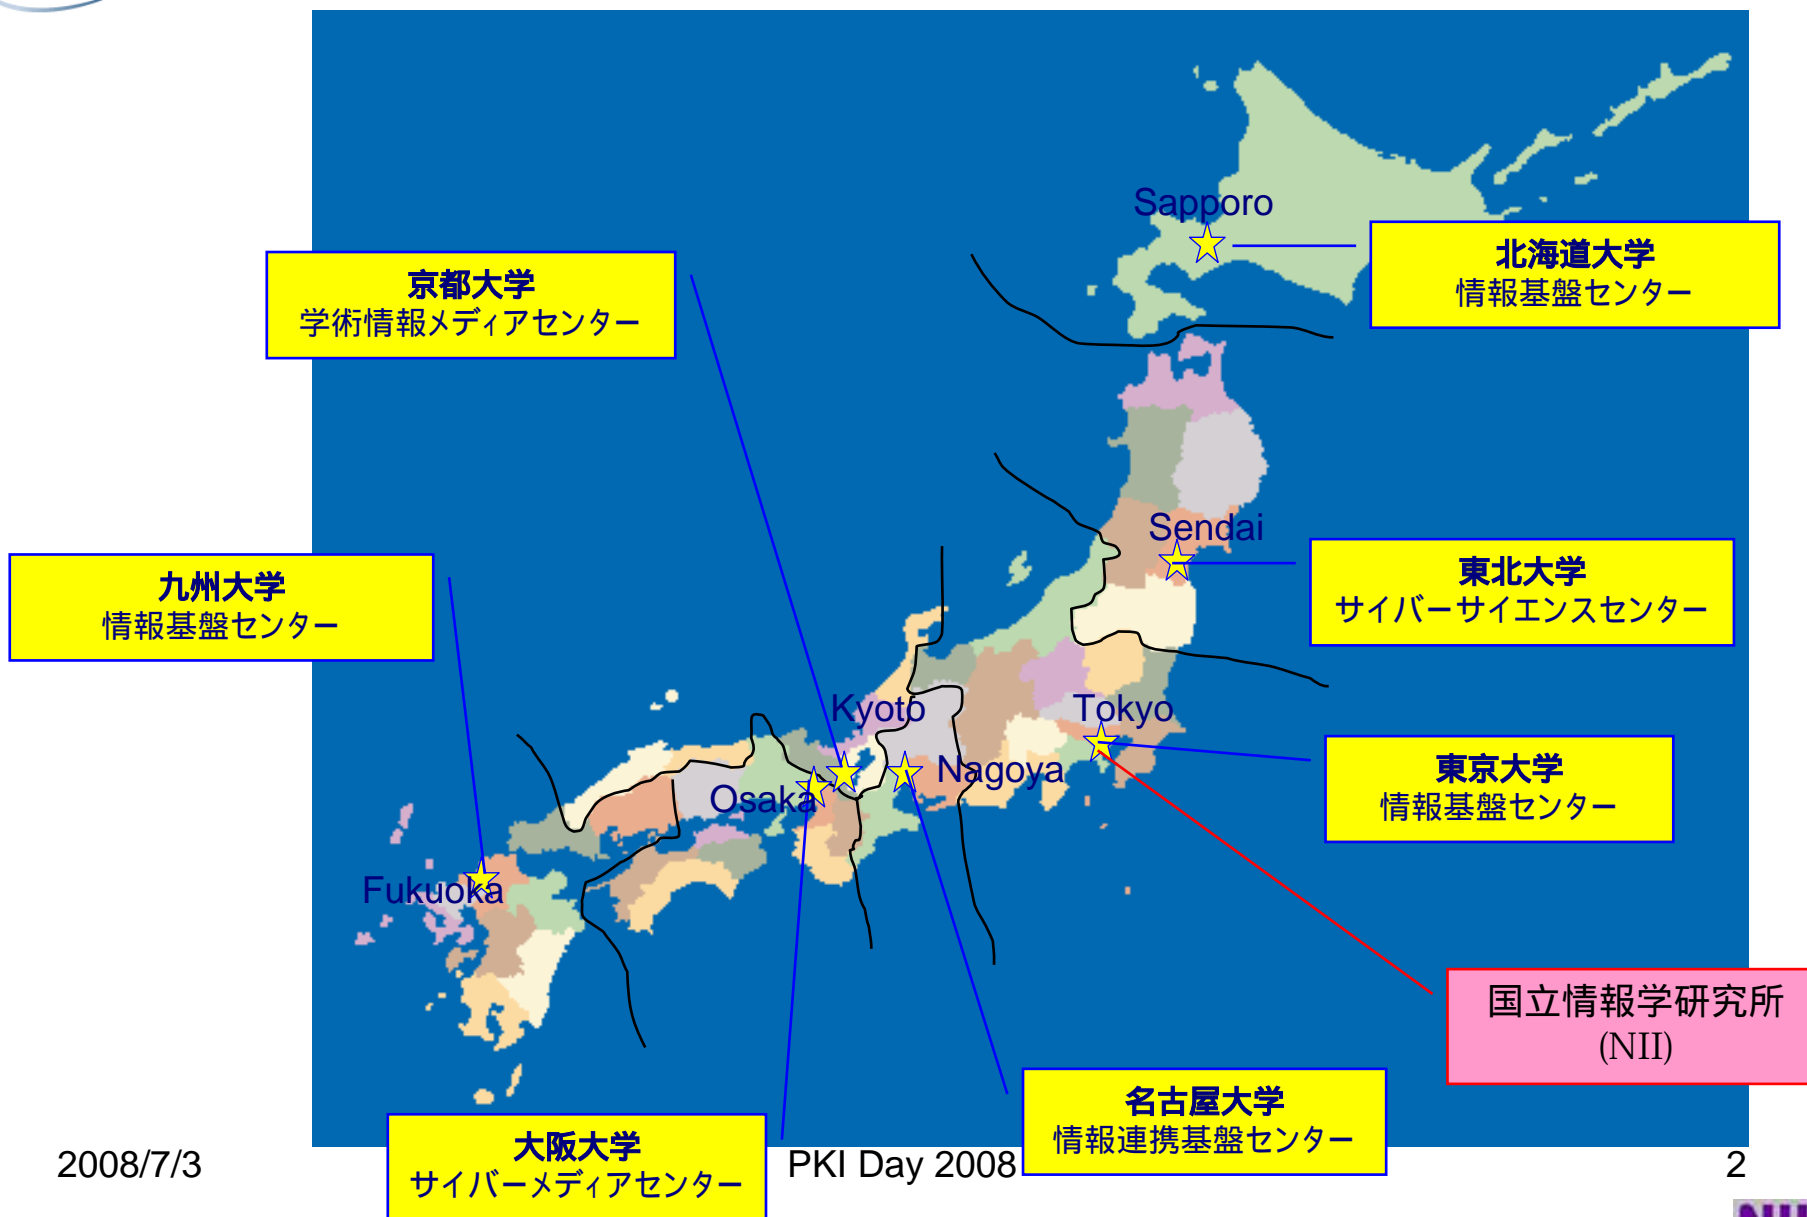 Sapporo
北海道大学
情報基盤センター
京都大学
学術情報メディアセンター
Sendai
東北大学
サイバーサイエンスセンター
九州大学
情報基盤センター
Kyoto
Tokyo
東京大学
情報基盤センター
Osaka
Nagoya
Fukuoka
国立情報学研究所
(NII)
名古屋大学
情報連携基盤センター
大阪大学
サイバーメディアセンター
2008/7/3
PKI Day 2008
2